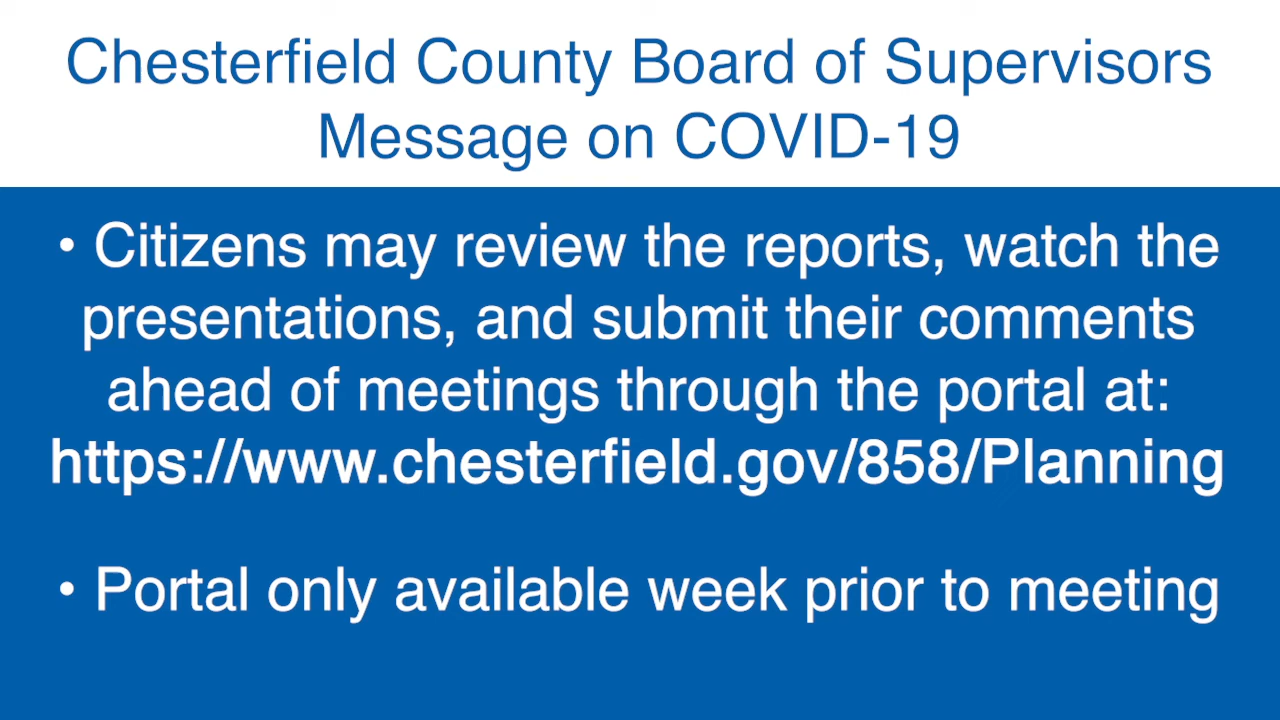 Chesterfield County Board of Supervisors
Message on COVID-19
• Citizens may review the reports, watch the
presentations, and submit their comments
ahead of meetings through the portal at:
https://www.chesterfield.gov/858/Planning
• Portal only available week prior to meeting